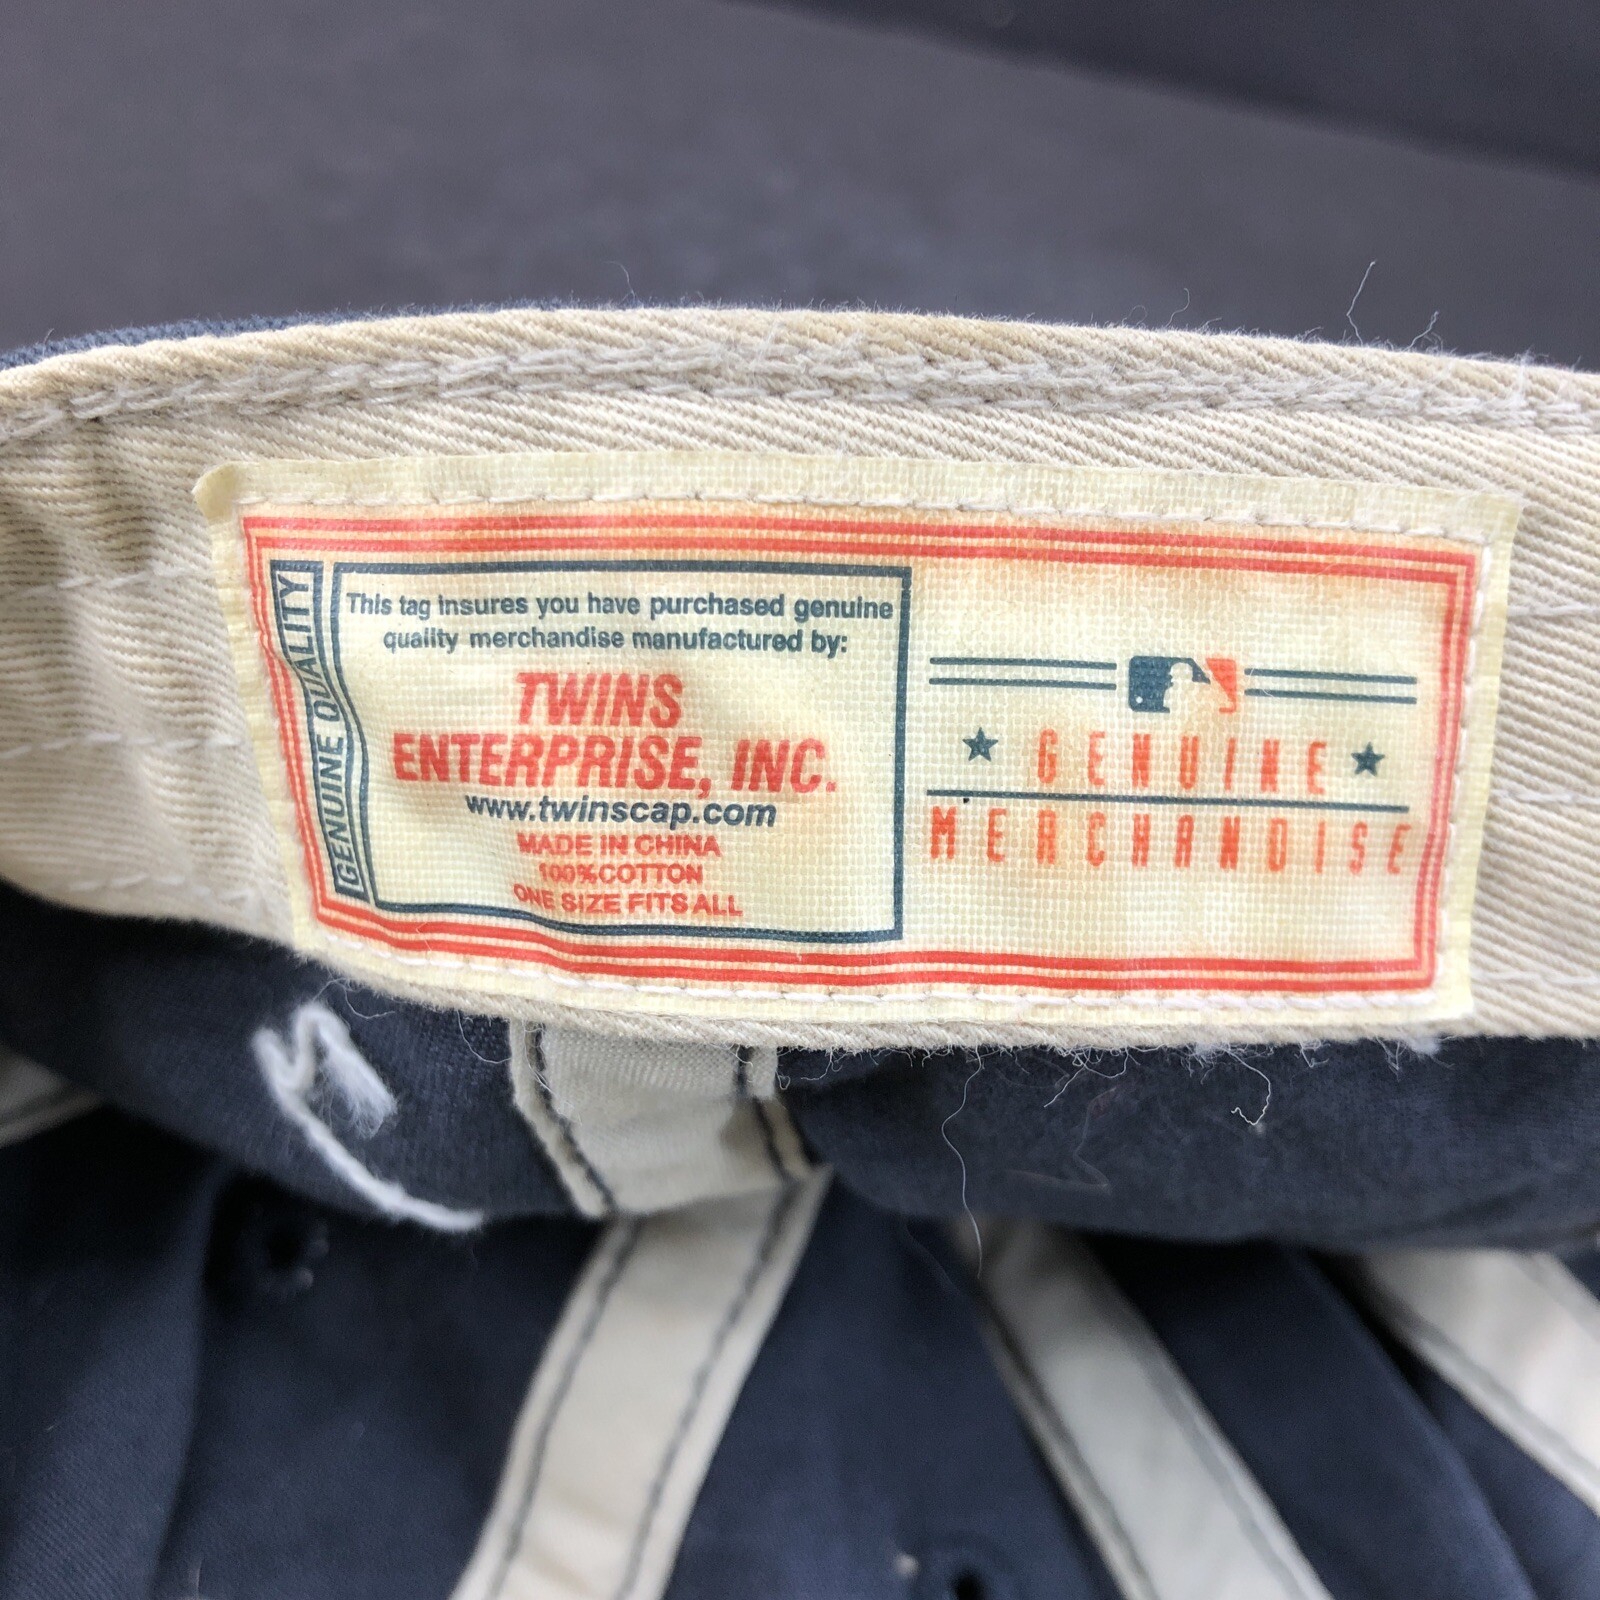 GENUINE QUALITY
This tag insures you have purchased genuine
quality merchandise manufactured by:
TWINS
ENTERPRISE, INC.
www.twinscap.com
MADE IN CHINA
100% COTTON
ONE SIZE FITS ALL
GENUINE
MERCHANDISE